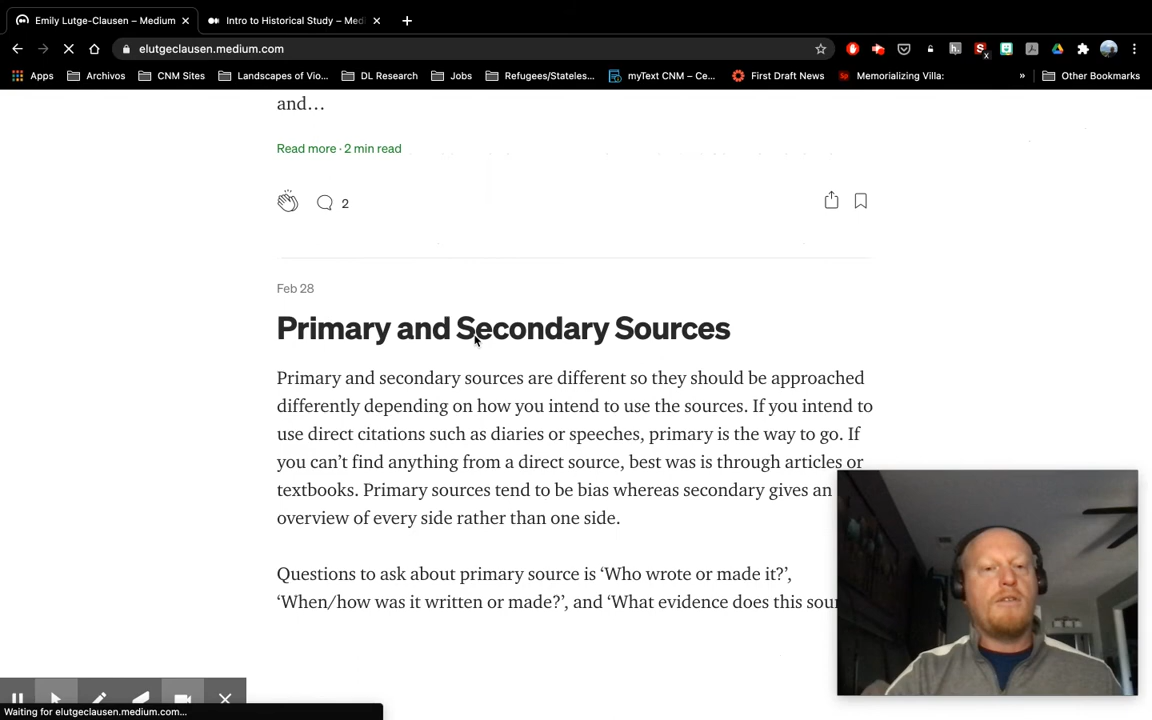 Emily Lutge-Clausen – Medium
Intro to Historical Study – Med
elutgeclausen.medium.com
Apps
Archivos
CNM Sites
Landscapes of Vio...
DL Research
Jobs
Refugees/Stateles...
myText CNM – Ce...
First Draft News
Memorializing Villa:
»
Other Bookmarks
and…
Read more · 2 min read
2
Feb 28
Primary and Secondary Sources
Primary and secondary sources are different so they should be approached
differently depending on how you intend to use the sources. If you intend to
use direct citations such as diaries or speeches, primary is the way to go. If
you can’t find anything from a direct source, best was is through articles or
textbooks. Primary sources tend to be bias whereas secondary gives an
overview of every side rather than one side.
Questions to ask about primary source is ‘Who wrote or made it?’,
‘When/how was it written or made?’, and ‘What evidence does this sour
Waiting for elutgeclausen.medium.com...